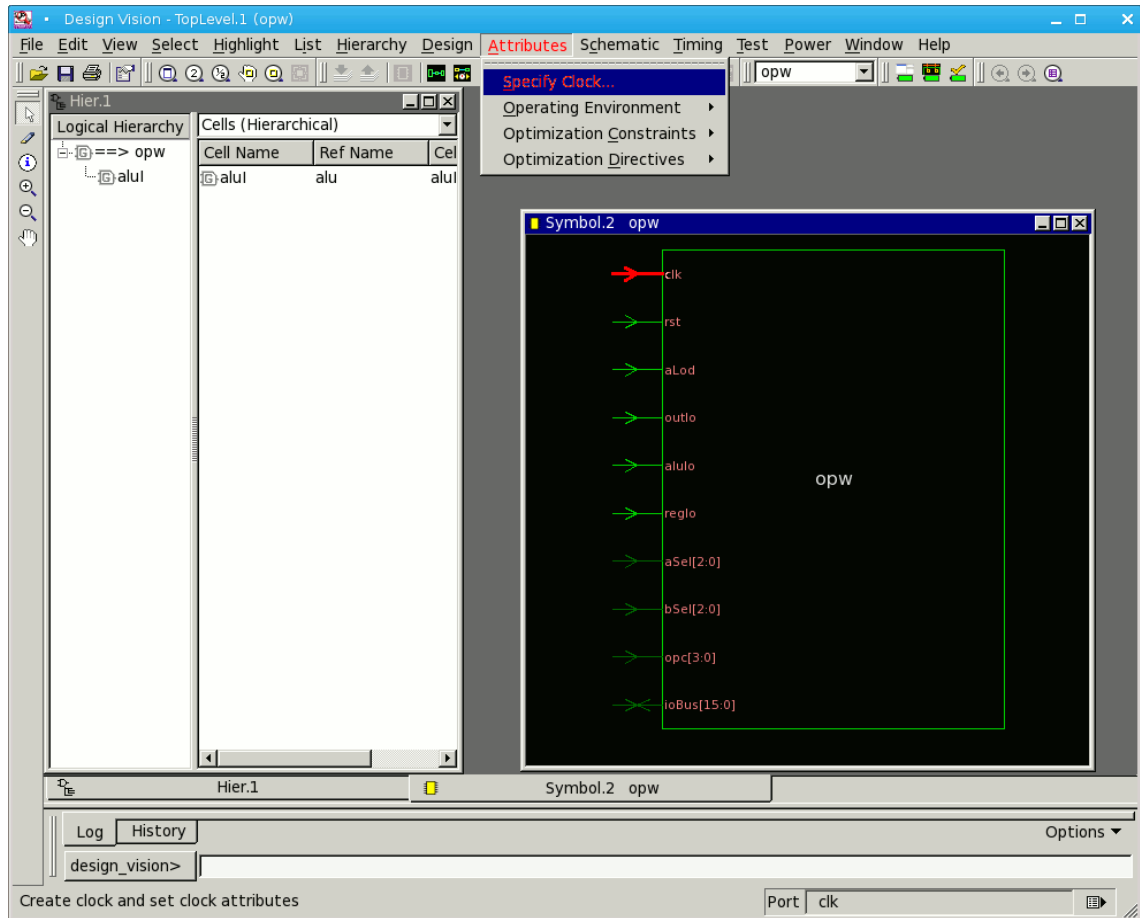 Design Vision - TopLevel.1 (opw)
File Edit View Select Highlight List Hierarchy Design Attributes Schematic Timing Test Power Window Help
opw
Specify Clock...
Operating Environment
Optimization Constraints
Optimization Directives
Hier.1
Logical Hierarchy
Cells (Hierarchical)
==> opw
aluI
Cell Name Ref Name Cel
aluI alu aluI
Symbol.2 opw
clk
rst
aLod
outIo
aluIo
regIo
aSel[2:0]
bSel[2:0]
opc[3:0]
ioBus[15:0]
opw
Hier.1 Symbol.2 opw
Log History Options
design_vision>
Create clock and set clock attributes Port clk